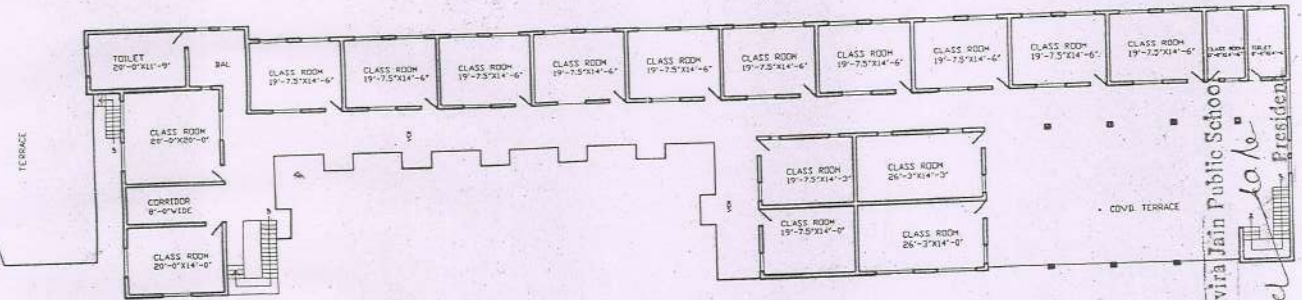 TOILET
20'-0"X11'-9"
BAL
CLASS ROOM
19'-7.5"X14'-6"
CLASS ROOM
19'-7.5"X14'-6"
CLASS ROOM
19'-7.5"X14'-6"
CLASS ROOM
19'-7.5"X14'-6"
CLASS ROOM
19'-7.5"X14'-6"
CLASS ROOM
19'-7.5"X14'-6"
CLASS ROOM
19'-7.5"X14'-6"
CLASS ROOM
19'-7.5"X14'-6"
CLASS ROOM
19'-7.5"X14'-6"
CLASS ROOM
19'-7.5"X14'-6"
CLASS ROOM
TOILET
TERRACE
CLASS ROOM
20'-0"X20'-0"
CORRIDOR
8'-0"WIDE
CLASS ROOM
20'-0"X14'-0"
CLASS ROOM
19'-7.5"X14'-3"
CLASS ROOM
26'-3"X14'-3"
CLASS ROOM
19'-7.5"X14'-0"
CLASS ROOM
26'-3"X14'-0"
COVD. TERRACE
vira Jain Public School
President